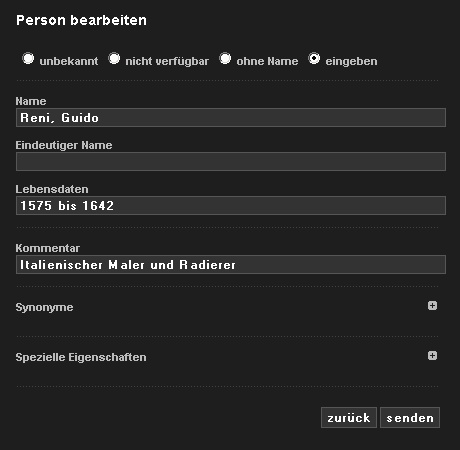 Person bearbeiten
unbekannt nicht verfügbar ohne Name eingeben
Name
Reni, Guido
Eindeutiger Name
Lebensdaten
1575 bis 1642
Kommentar
Italienischer Maler und Radierer
Synonyme
Spezielle Eigenschaften
zurück senden